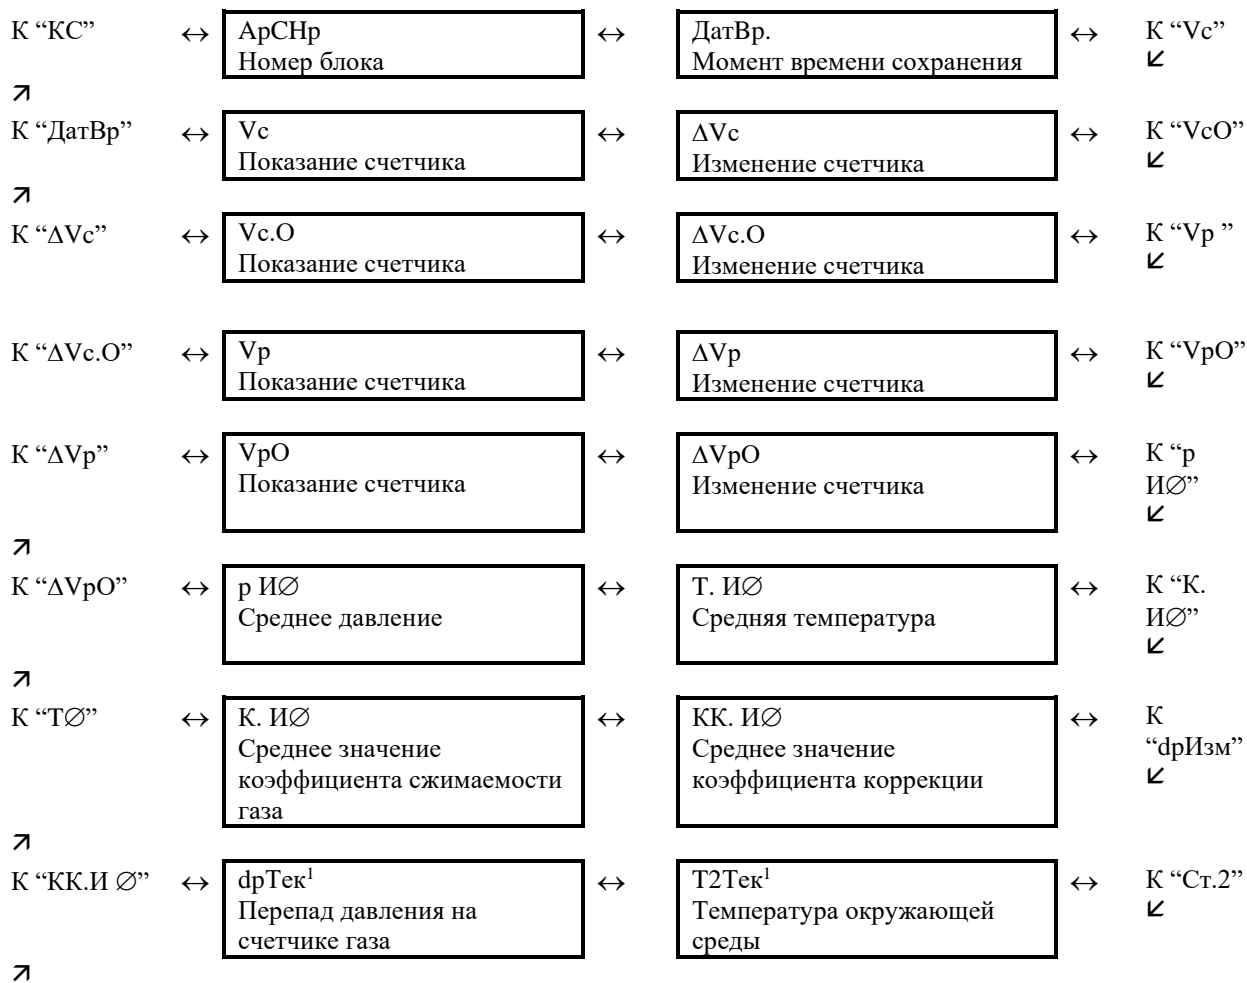 К “КС” ↔ АрСНр ↔ ДатВр. ↔ К “Vc”
Номер блока Момент времени сохранения ↙
↗
К “ДатВр” ↔ Vc ↔ ΔVc ↔ К “VcO”
Показание счетчика Изменение счетчика ↙
↗
К “ΔVc” ↔ Vc.O ↔ ΔVc.O ↔ К “Vp ”
Показание счетчика Изменение счетчика ↙
К “ΔVc.O” ↔ Vp ↔ ΔVp ↔ К “VpO”
Показание счетчика Изменение счетчика ↙
К “ΔVp” ↔ VpO ↔ ΔVpO ↔ К “р
Показание счетчика Изменение счетчика И∅”
↙
↗
К “ΔVpO” ↔ р И∅ ↔ Т. И∅ ↔ К “К.
Среднее давление Средняя температура И∅”
↙
↗
К “Т∅” ↔ К. И∅ ↔ КК. И∅ ↔ К
Среднее значение Среднее значение “dpИзм”
коэффициента сжимаемости коэффициента коррекции ↙
газа
↗
К “КК.И ∅” ↔ dpТек¹ ↔ Т2Тек¹ ↔ К “Ст.2”
Перепад давления на Температура окружающей ↙
счетчике газа среды
↗